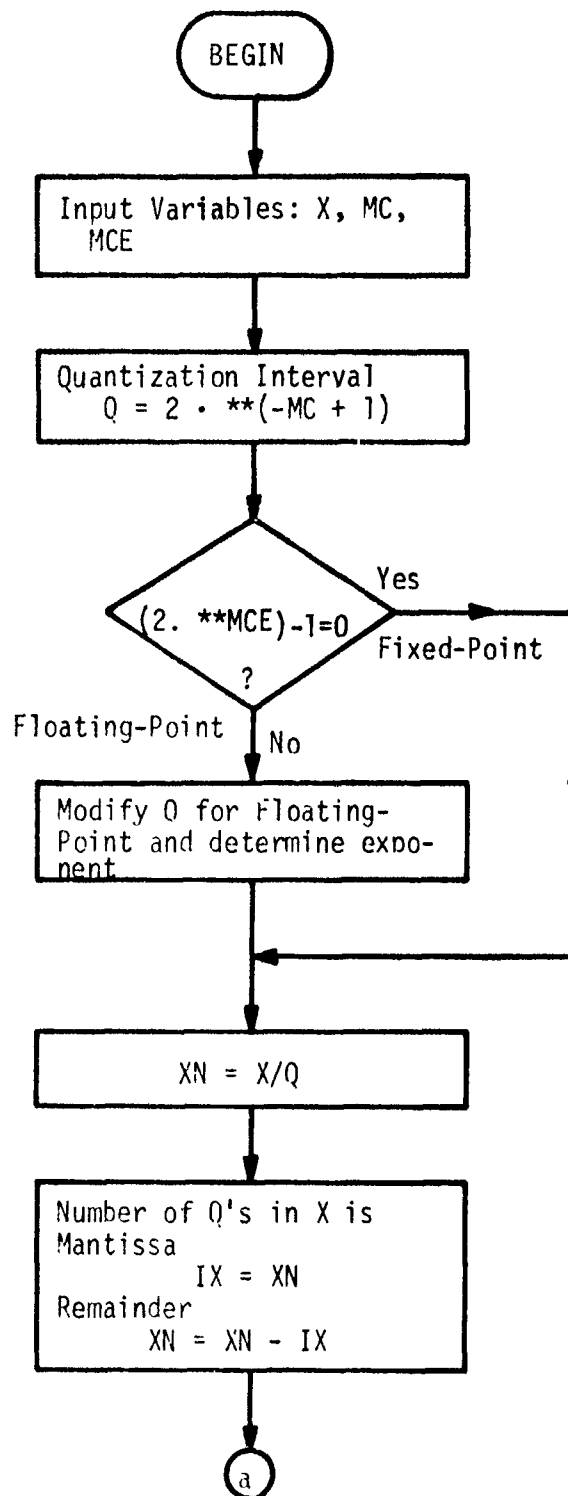 BEGIN
Input Variables: X, MC,
MCE
Quantization Interval
Q = 2 · **(-MC + 1)
(2. **MCE)-1=0
?
Yes
Fixed-Point
Floating-Point
No
Modify Q for Floating-
Point and determine expo-
nent
XN = X/Q
Number of Q's in X is
Mantissa
IX = XN
Remainder
XN = XN - IX
a